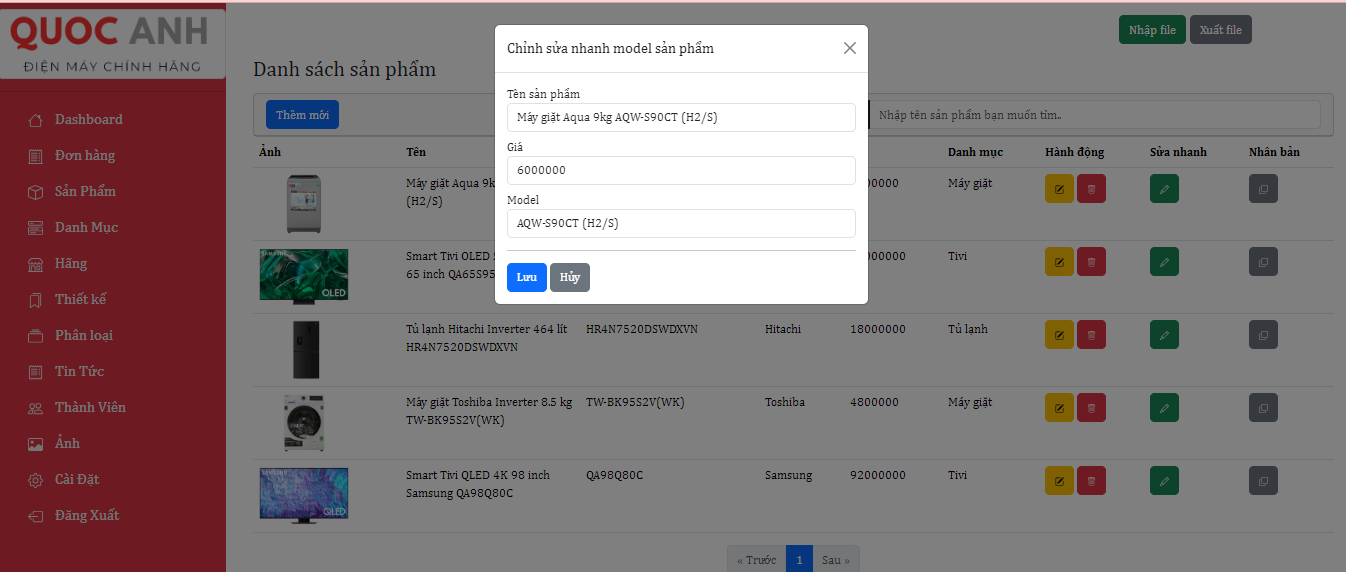 QUOC ANH
ĐIỆN MÁY CHÍNH HÃNG
Dashboard
Đơn hàng
Sản Phẩm
Danh Mục
Hãng
Thiết kế
Phân loại
Tin Tức
Thành Viên
Ảnh
Cài Đặt
Đăng Xuất
Nhập file
Xuất file
Danh sách sản phẩm
Thêm mới
Nhập tên sản phẩm bạn muốn tìm..
Chỉnh sửa nhanh model sản phẩm
Tên sản phẩm
Máy giặt Aqua 9kg AQW-S90CT (H2/S)
Giá
6000000
Model
AQW-S90CT (H2/S)
Lưu
Hủy
Ảnh
Tên
Danh mục
Hành động
Sửa nhanh
Nhân bản
Máy giặt Aqua 9k
(H2/S)
Máy giặt
Smart Tivi OLED
65 inch QA65S95
Tivi
Tủ lạnh Hitachi Inverter 464 lít
HR4N7520DSWDXVN
HR4N7520DSWDXVN
Hitachi
18000000
Tủ lạnh
Máy giặt Toshiba Inverter 8.5 kg
TW-BK95S2V(WK)
TW-BK95S2V(WK)
Toshiba
4800000
Máy giặt
Smart Tivi QLED 4K 98 inch
Samsung QA98Q80C
QA98Q80C
Samsung
92000000
Tivi
QLED
« Trước
1
Sau »